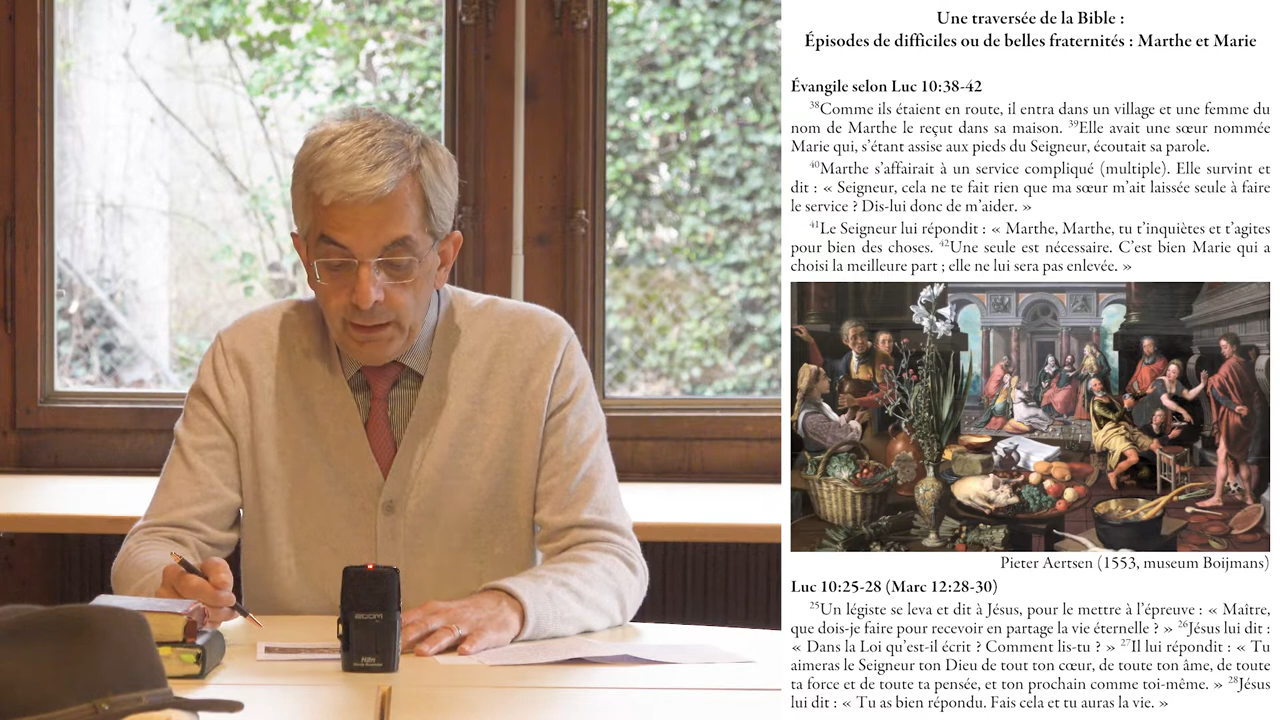 Une traversée de la Bible :
Épisodes de difficiles ou de belles fraternités : Marthe et Marie
Évangile selon Luc 10:38-42
³⁸Comme ils étaient en route, il entra dans un village et une femme du
nom de Marthe le reçut dans sa maison. ³⁹Elle avait une sœur nommée
Marie qui, s'étant assise aux pieds du Seigneur, écoutait sa parole.
⁴⁰Marthe s'affairait à un service compliqué (multiple). Elle survint et
dit : « Seigneur, cela ne te fait rien que ma sœur m'ait laissée seule à faire
le service ? Dis-lui donc de m'aider. »
⁴¹Le Seigneur lui répondit : « Marthe, Marthe, tu t'inquiètes et t'agites
pour bien des choses. ⁴²Une seule est nécessaire. C'est bien Marie qui a
choisi la meilleure part ; elle ne lui sera pas enlevée. »
Pieter Aertsen (1553, museum Boijmans)
Luc 10:25-28 (Marc 12:28-30)
²⁵Un légiste se leva et dit à Jésus, pour le mettre à l'épreuve : « Maître,
que dois-je faire pour recevoir en partage la vie éternelle ? » ²⁶Jésus lui dit :
« Dans la Loi qu'est-il écrit ? Comment lis-tu ? » ²⁷Il lui répondit : « Tu
aimeras le Seigneur ton Dieu de tout ton cœur, de toute ton âme, de toute
ta force et de toute ta pensée, et ton prochain comme toi-même. » ²⁸Jésus
lui dit : « Tu as bien répondu. Fais cela et tu auras la vie. »
zoom